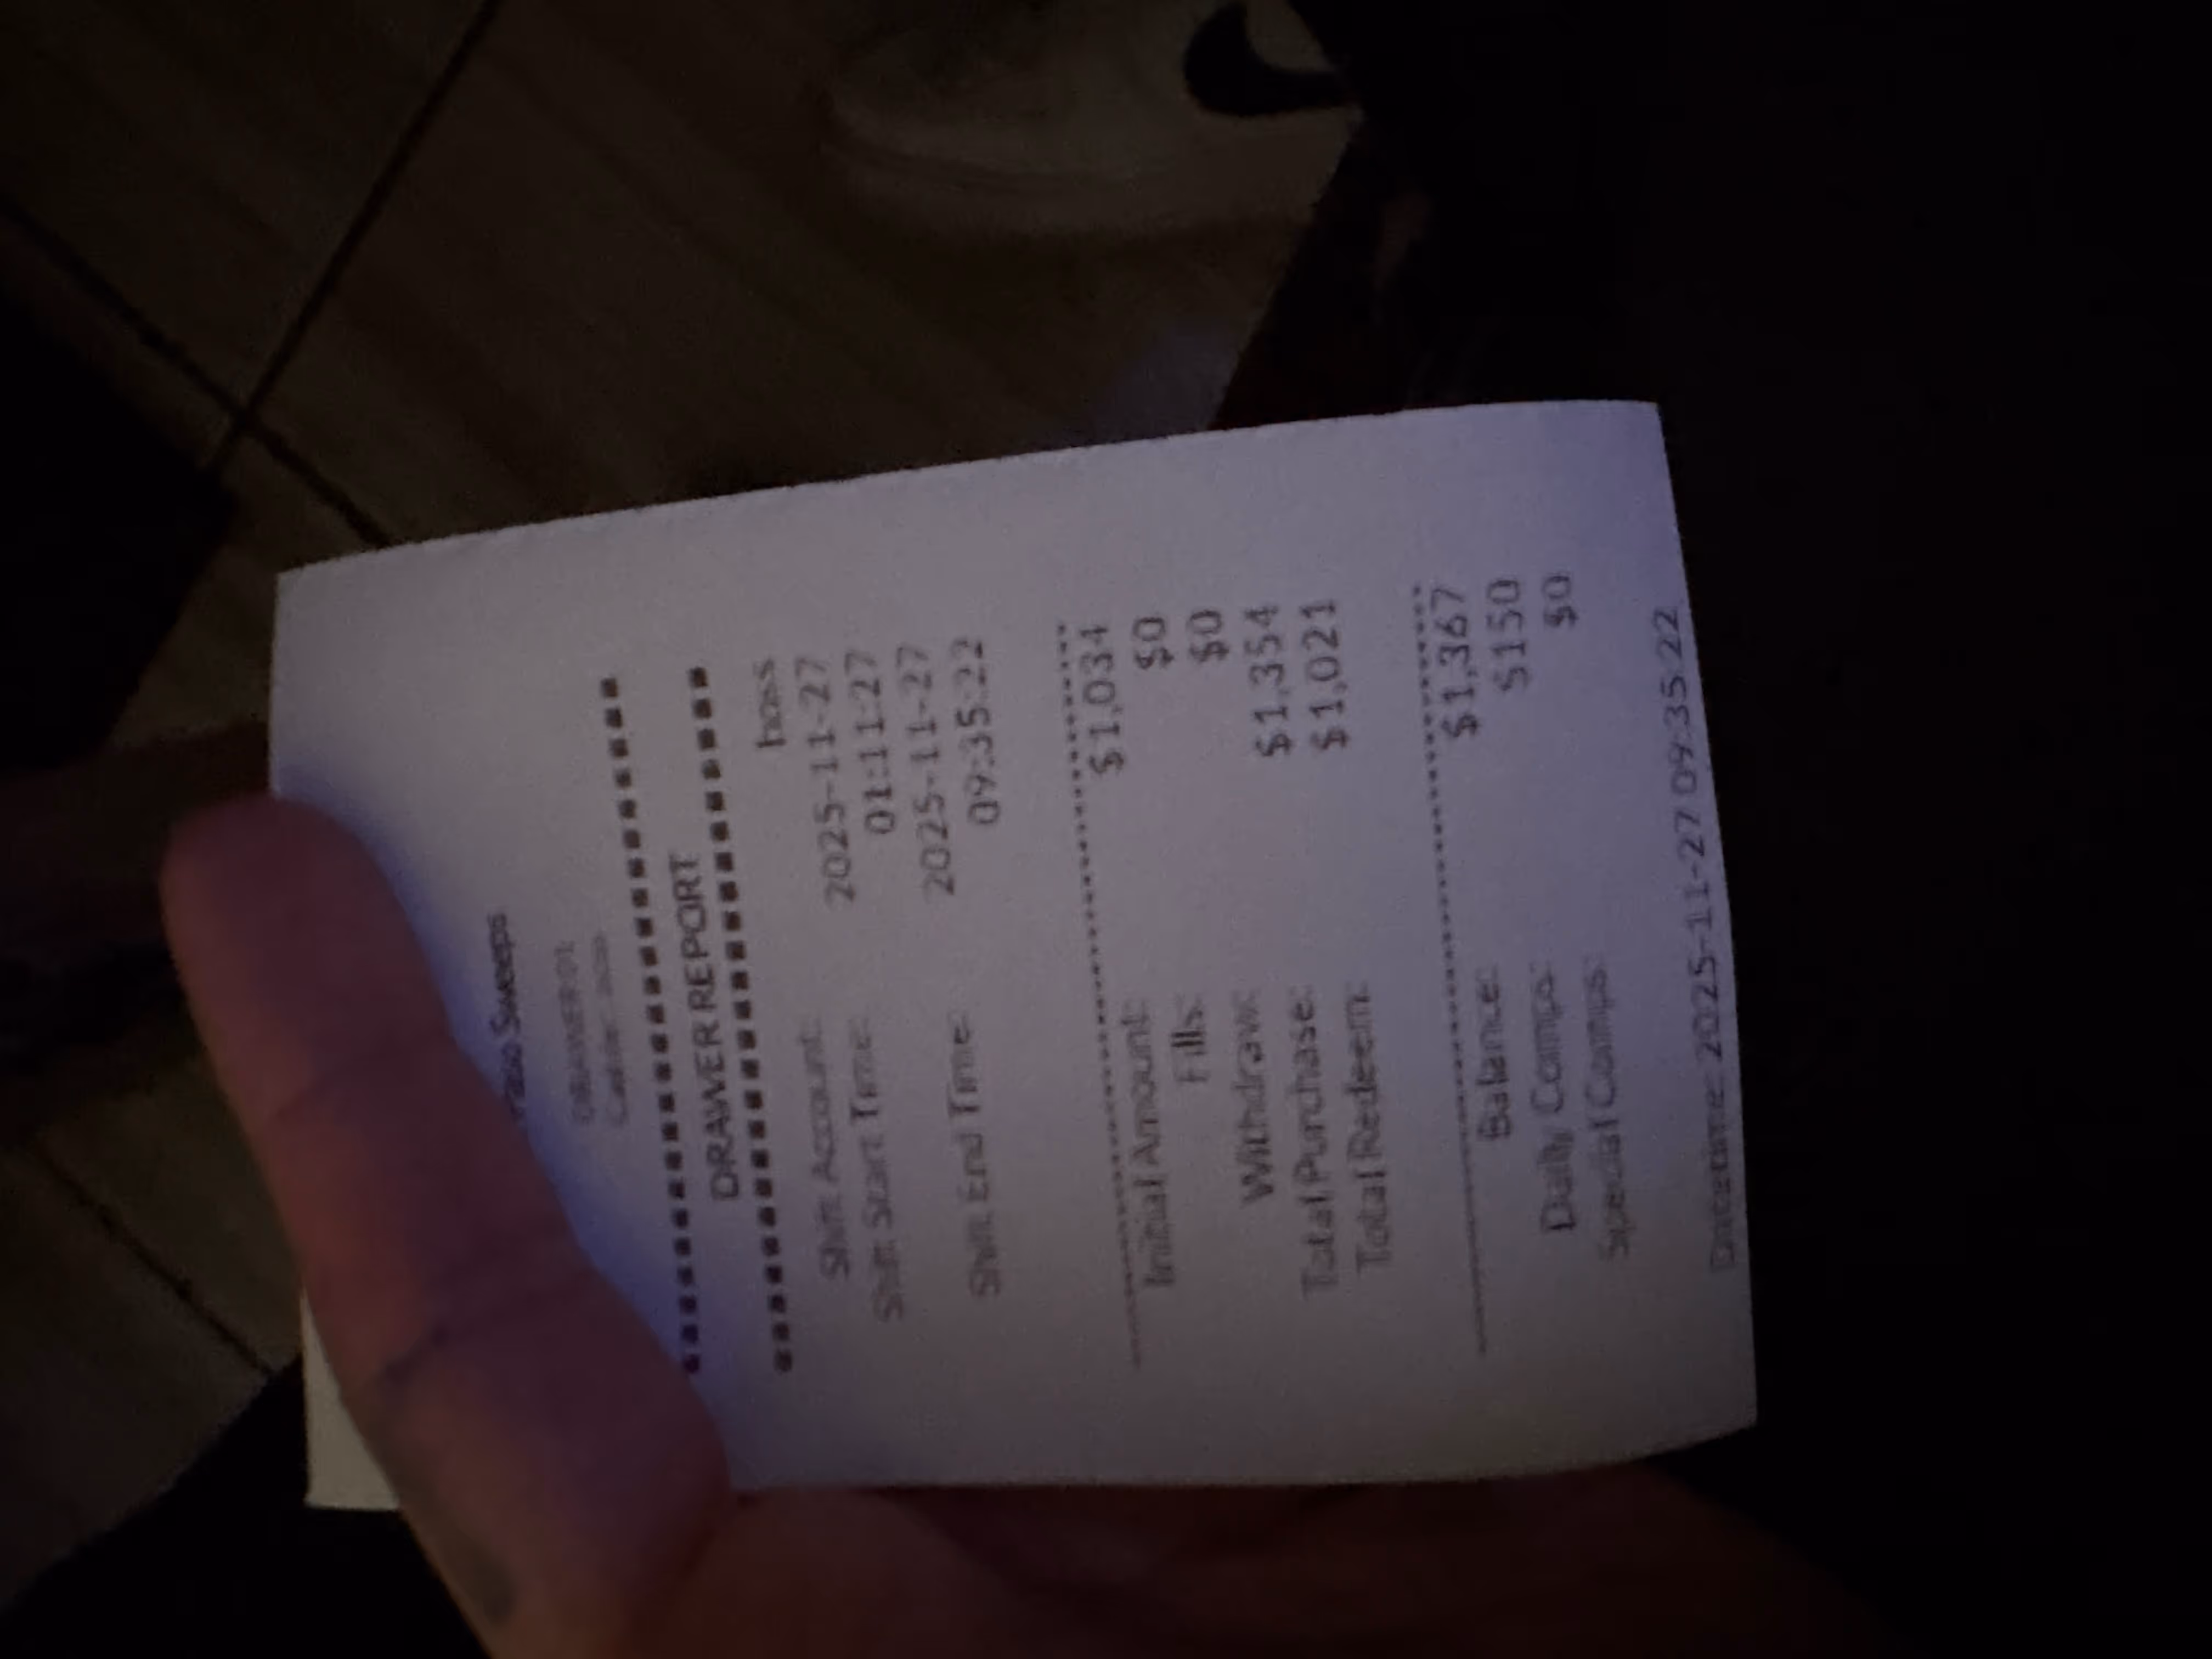 Sweeps
DRAWER REPORT
Shift Account: boss
Shift Start Time: 2025-11-27
01:11:27
Shift End Time: 2025-11-27
09:35:22
Initial Amount: $1,034
Fills: $0
Withdraw: $0
Total Purchase: $1,354
Total Redeem: $1,021
Balance: $1,367
Daily Comps: $150
Special Comps: $0
Datetime: 2025-11-27 09:35:22